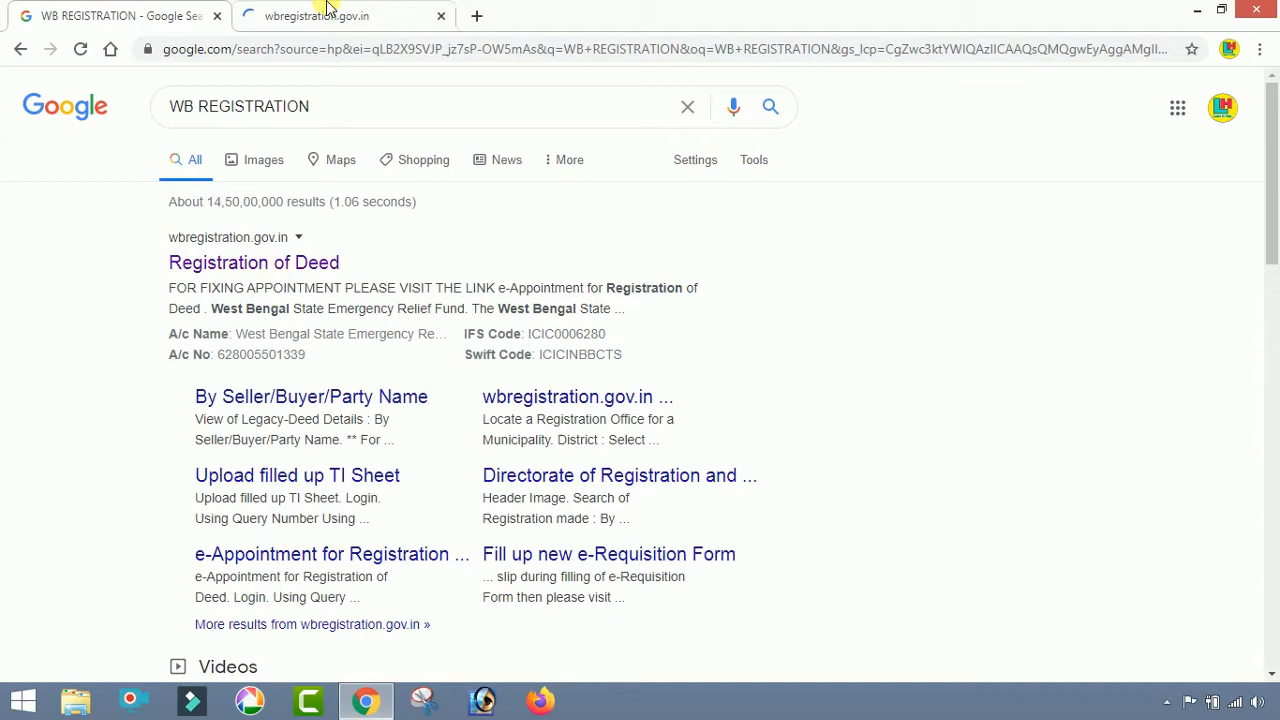 WB REGISTRATION - Google Sea
wbregistration.gov.in
google.com/search?source=hp&ei=qLB2X9SVJP_jz7sP-OW5mAs&q=WB+REGISTRATION&oq=WB+REGISTRATION&gs_lcp=CgZwc3ktYWIQAzIICAAQsQMQgwEyAggAMgII...
Google
WB REGISTRATION
All
Images
Maps
Shopping
News
More
Settings
Tools
About 14,50,00,000 results (1.06 seconds)
wbregistration.gov.in
Registration of Deed
FOR FIXING APPOINTMENT PLEASE VISIT THE LINK e-Appointment for Registration of
Deed . West Bengal State Emergency Relief Fund. The West Bengal State ...
A/c Name: West Bengal State Emergency Re...
IFS Code: ICIC0006280
A/c No: 628005501339
Swift Code: ICICINBBCTS
By Seller/Buyer/Party Name
View of Legacy-Deed Details : By
Seller/Buyer/Party Name. ** For ...
wbregistration.gov.in ...
Locate a Registration Office for a
Municipality. District : Select ...
Upload filled up TI Sheet
Upload filled up TI Sheet. Login.
Using Query Number Using ...
Directorate of Registration and ...
Header Image. Search of
Registration made : By ...
e-Appointment for Registration ...
e-Appointment for Registration of
Deed. Login. Using Query ...
Fill up new e-Requisition Form
... slip during filling of e-Requisition
Form then please visit ...
More results from wbregistration.gov.in »
Videos